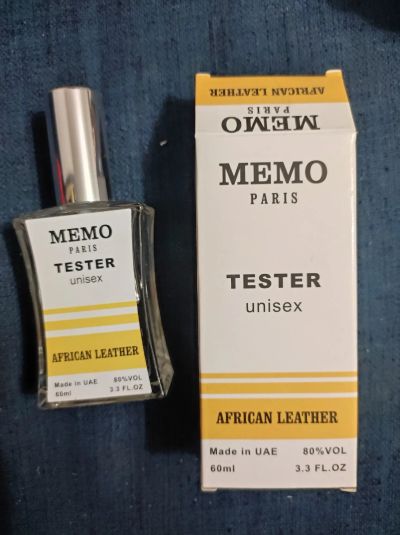 MEMO
PARIS
TESTER
unisex
AFRICAN LEATHER
Made in UAE 80%VOL
60ml 3.3 FL.OZ
AFRICAN LEATHER
PARIS
MEMO
MEMO
PARIS
TESTER
unisex
AFRICAN LEATHER
Made in UAE 80%VOL
60ml 3.3 FL.OZ